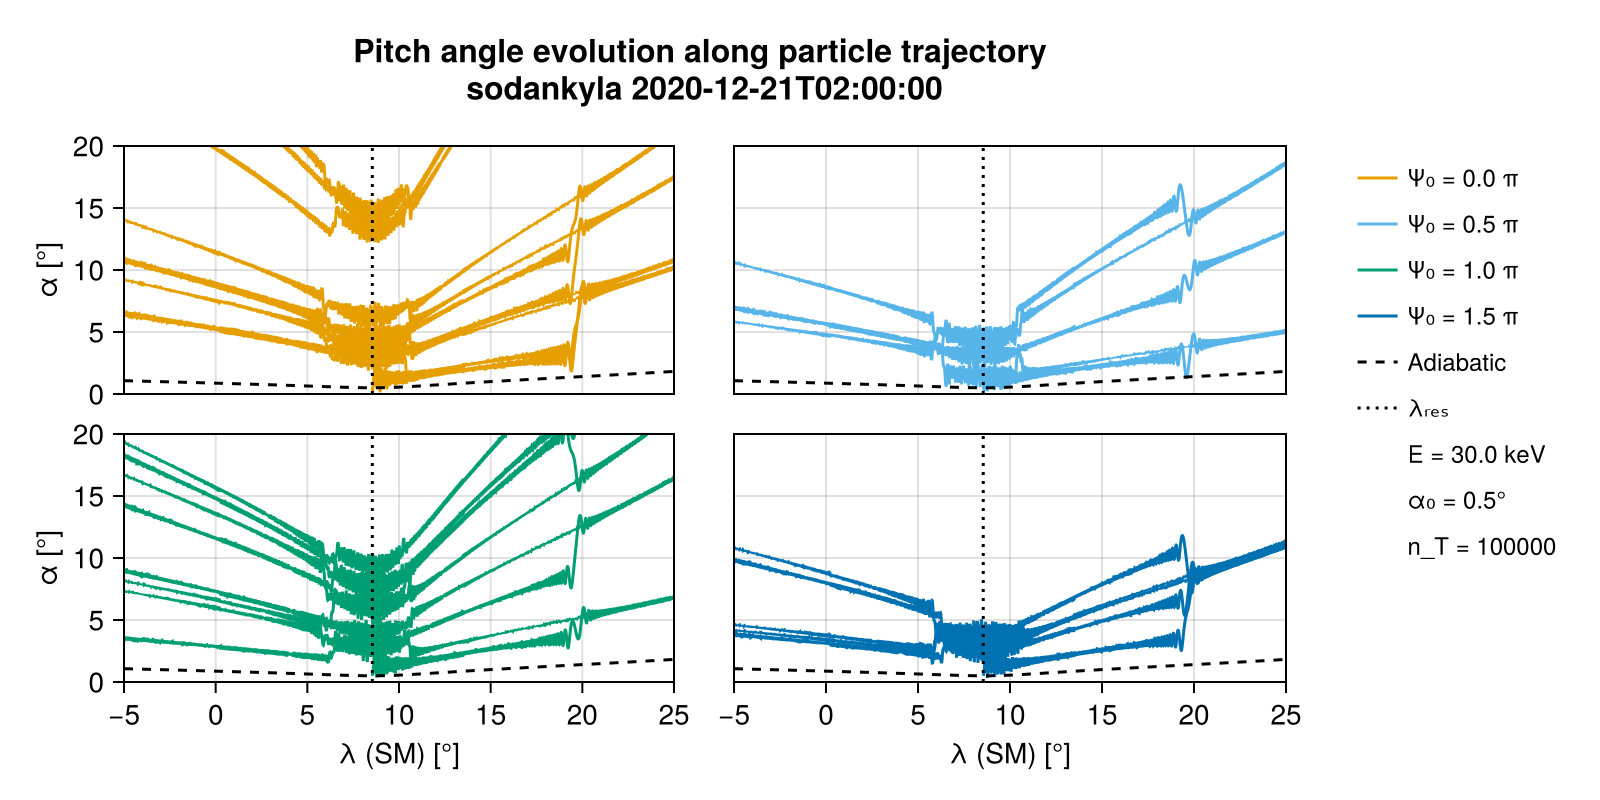 Pitch angle evolution along particle trajectory
sodankyla 2020-12-21T02:00:00
α [°]
20
15
10
5
0
α [°]
20
15
10
5
0
−5 0 5 10 15 20 25
λ (SM) [°]
−5 0 5 10 15 20 25
λ (SM) [°]
Ψ₀ = 0.0 π
Ψ₀ = 0.5 π
Ψ₀ = 1.0 π
Ψ₀ = 1.5 π
Adiabatic
λᵣₑₛ
E = 30.0 keV
α₀ = 0.5°
n_T = 100000